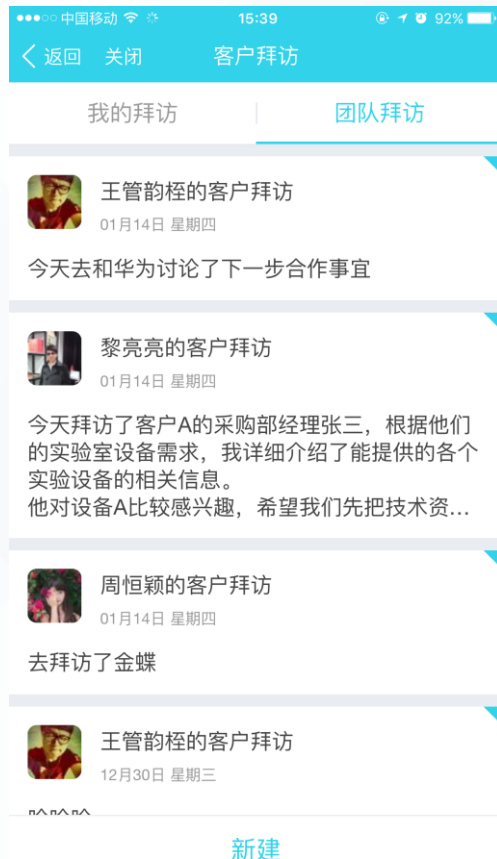 中国移动 15:39 92%
返回 关闭 客户拜访
我的拜访 团队拜访
王管韵桎的客户拜访
01月14日 星期四
今天去和华为讨论了下一步合作事宜
黎亮亮的客户拜访
01月14日 星期四
今天拜访了客户A的采购部经理张三，根据他们
的实验室设备需求，我详细介绍了能提供的各个
实验设备的相关信息。
他对设备A比较感兴趣，希望我们先把技术资...
周恒颖的客户拜访
01月14日 星期四
去拜访了金蝶
王管韵桎的客户拜访
12月30日 星期三
新建